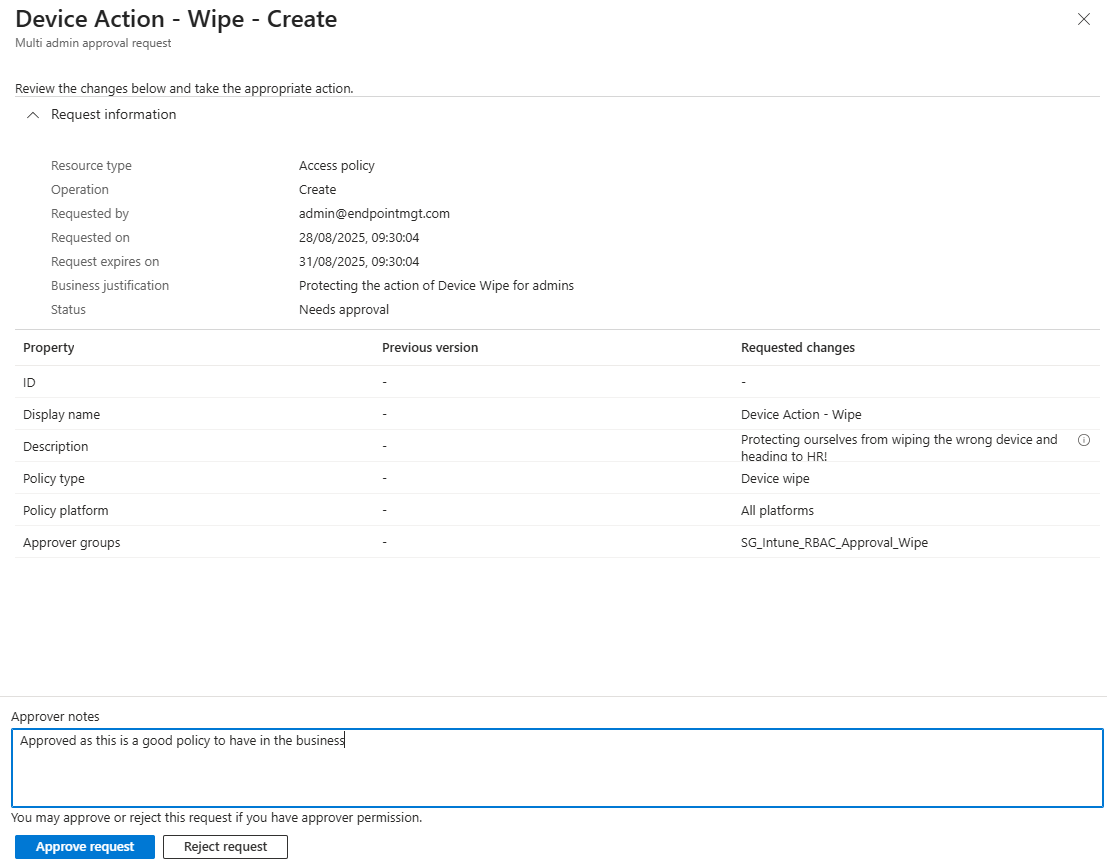 Device Action - Wipe - Create
Multi admin approval request
Review the changes below and take the appropriate action.
Request information
Resource type Access policy
Operation Create
Requested by admin@endpointmgt.com
Requested on 28/08/2025, 09:30:04
Request expires on 31/08/2025, 09:30:04
Business justification Protecting the action of Device Wipe for admins
Status Needs approval
Property Previous version Requested changes
ID - -
Display name - Device Action - Wipe
Description - Protecting ourselves from wiping the wrong device and
heading to HR!
Policy type - Device wipe
Policy platform - All platforms
Approver groups - SG_Intune_RBAC_Approval_Wipe
Approver notes
Approved as this is a good policy to have in the business
You may approve or reject this request if you have approver permission.
Approve request Reject request